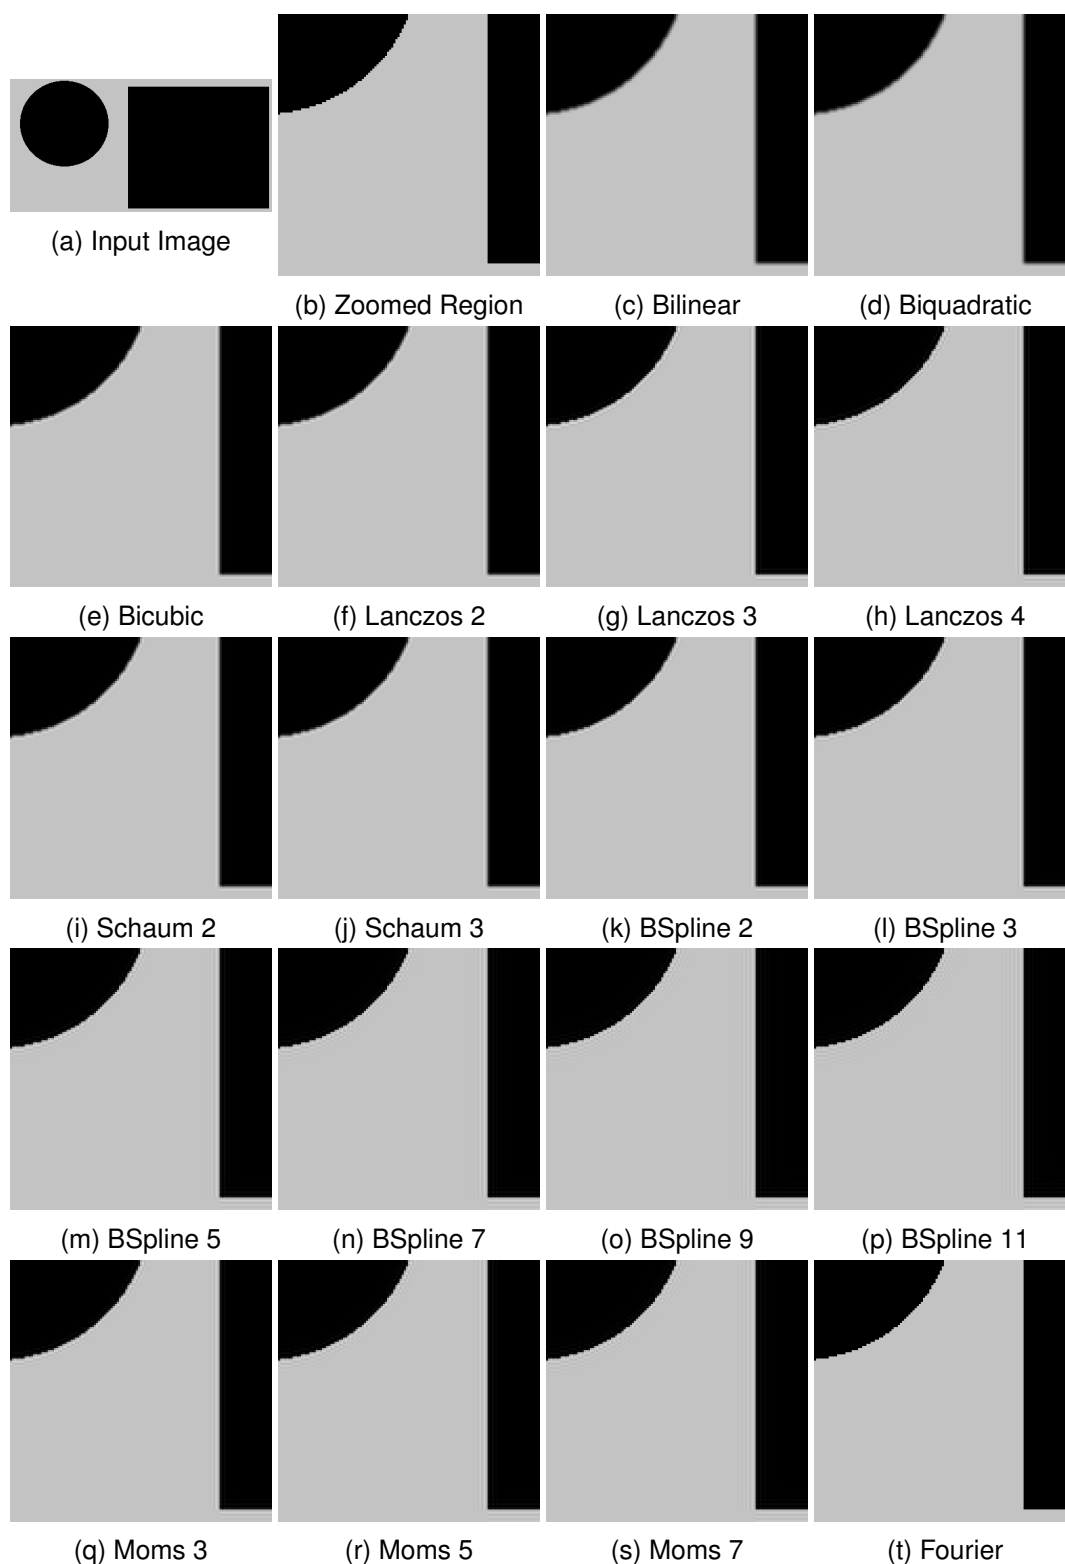 (a) Input Image
(b) Zoomed Region
(c) Bilinear
(d) Biquadratic
(e) Bicubic
(f) Lanczos 2
(g) Lanczos 3
(h) Lanczos 4
(i) Schaum 2
(j) Schaum 3
(k) BSpline 2
(l) BSpline 3
(m) BSpline 5
(n) BSpline 7
(o) BSpline 9
(p) BSpline 11
(q) Moms 3
(r) Moms 5
(s) Moms 7
(t) Fourier